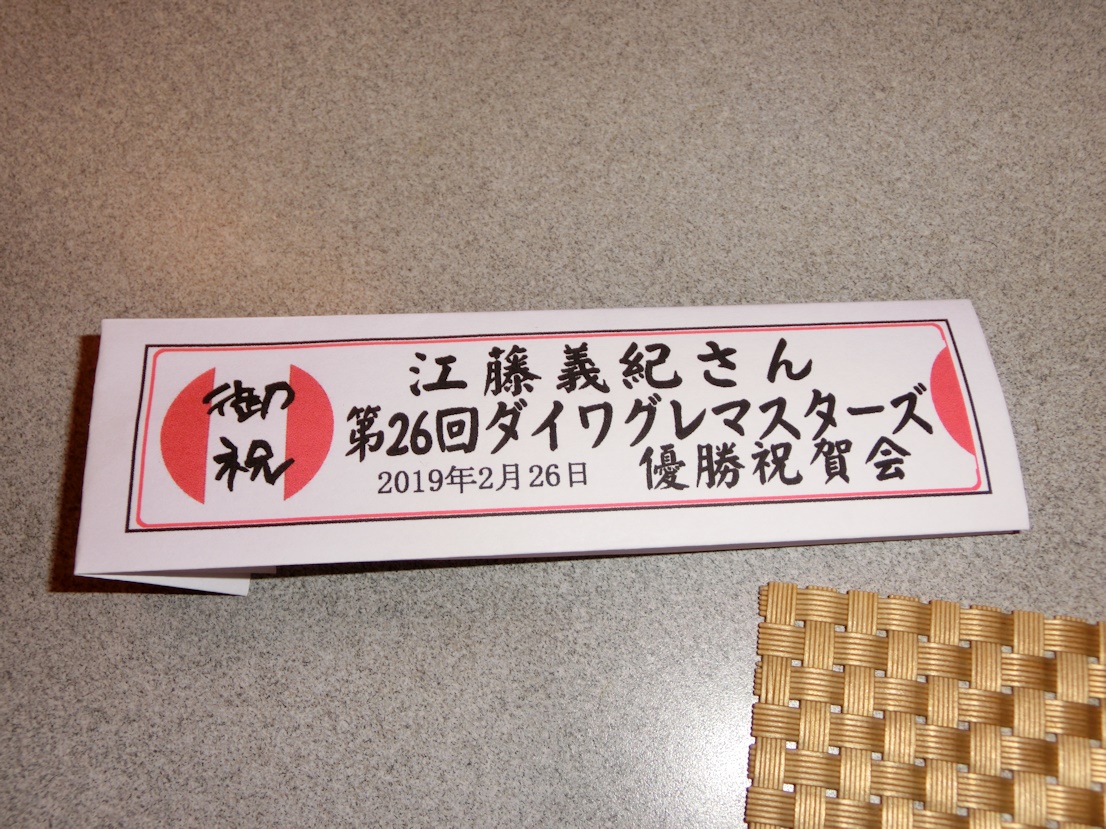 御祝
江藤義紀さん
第26回ダイワグレマスターズ
優勝祝賀会
2019年2月26日